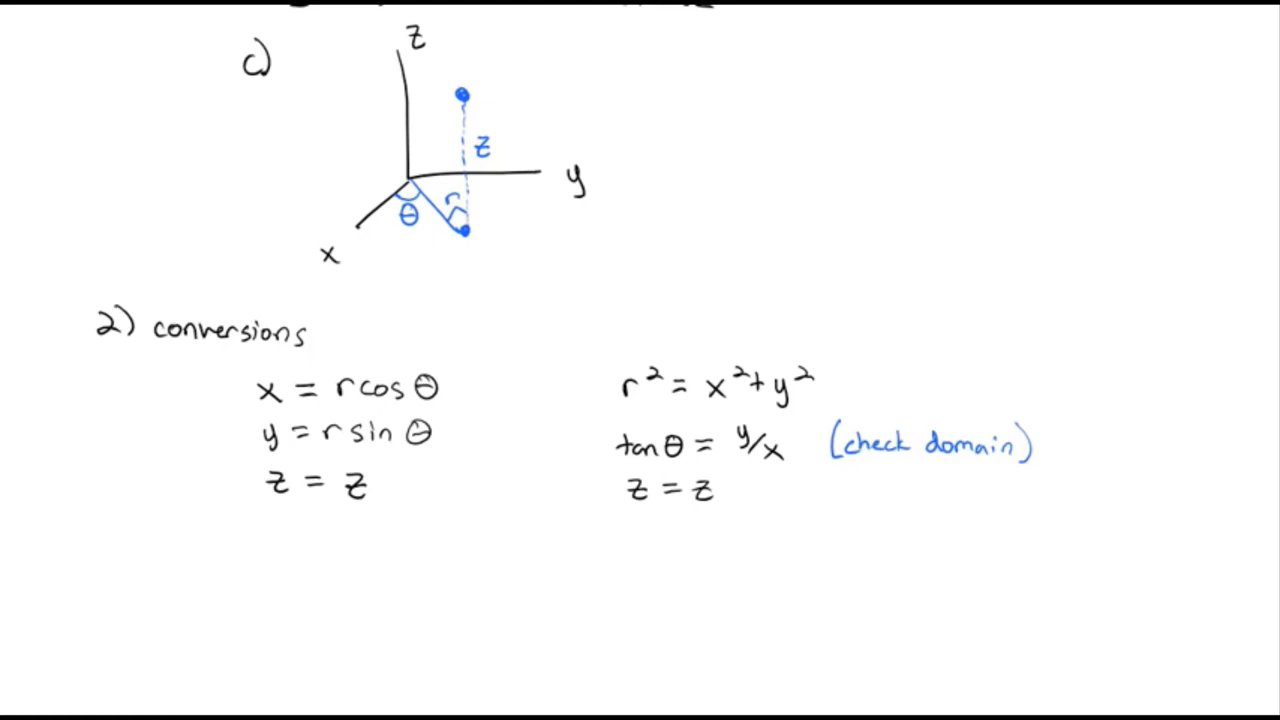 c)
z
z
y
r
θ
x
2) conversions
x = r cos θ
r² = x² + y²
y = r sin θ
tan θ = y/x (check domain)
z = z
z = z